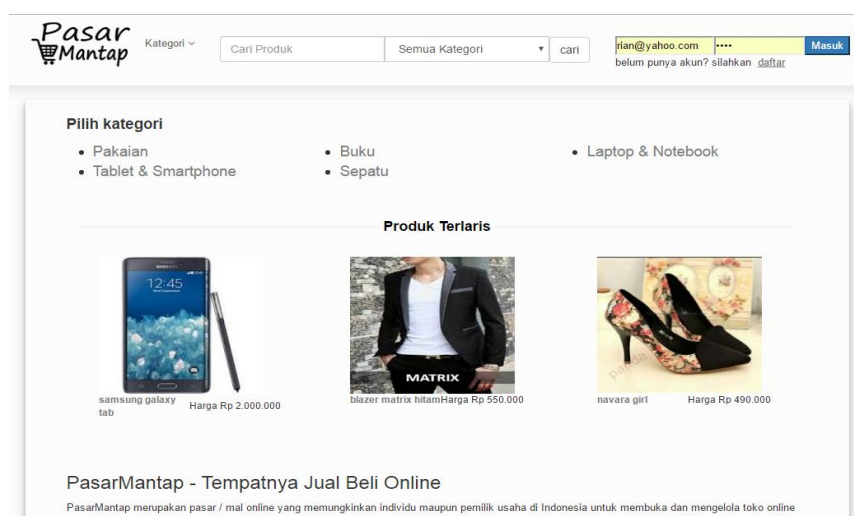 Pasar
Mantap
Kategori
Cari Produk
Semua Kategori
cari
rian@yahoo.com
••••
Masuk
belum punya akun? silahkan daftar
Pilih kategori
• Pakaian
• Buku
• Laptop & Notebook
• Tablet & Smartphone
• Sepatu
Produk Terlaris
SAMSUNG
12:45
MATRIX
samsung galaxy
tab
Harga Rp 2.000.000
blazer matrix hitam
Harga Rp 550.000
navara girl
Harga Rp 490.000
PasarMantap - Tempatnya Jual Beli Online
PasarMantap merupakan pasar / mal online yang memungkinkan individu maupun pemilik usaha di Indonesia untuk membuka dan mengelola toko online